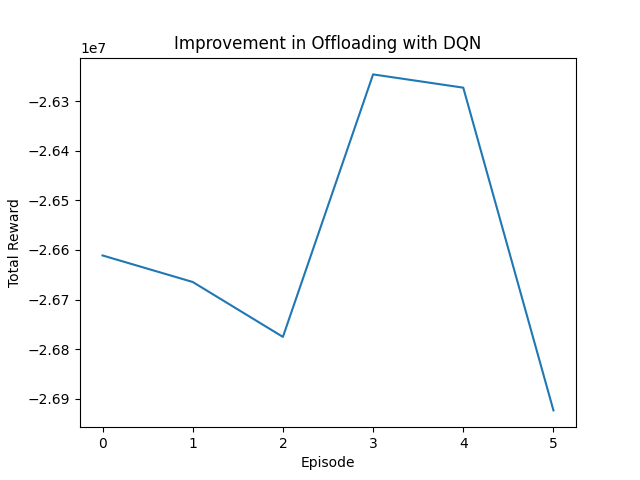 Improvement in Offloading with DQN
1e7
−2.63
−2.64
−2.65
−2.66
−2.67
−2.68
−2.69
Total Reward
0 1 2 3 4 5
Episode